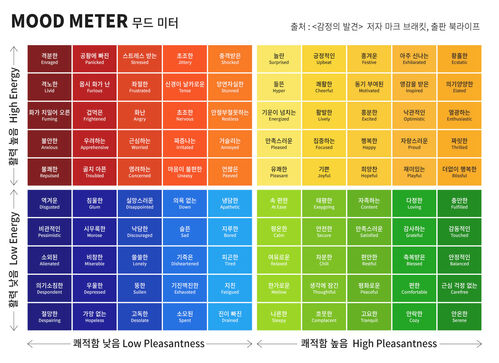 MOOD METER 무드 미터
출처 : <감정의 발견> 저자 마크 브래킷, 출판 북라이프
활력 높음 High Energy
격분한 공황에 빠진 스트레스 받는 초조한 충격받은 놀란 긍정적인 흥겨운 아주 신나는 황홀한
Enraged Panicked Stressed Jittery Shocked Surprised Upbeat Festive Exhilarated Ecstatic
격노한 몹시 화가 난 좌절한 신경이 날카로운 망연자실한 들뜬 쾌활한 동기 부여된 영감을 받은 의기양양한
Livid Furious Frustrated Tense Stunned Hyper Cheerful Motivated Inspired Elated
화가 치밀어 오른 겁먹은 화난 초조한 안절부절못하는 기운이 넘치는 활발한 흥분한 낙관적인 열광하는
Fuming Frightened Angry Nervous Restless Energized Lively Excited Optimistic Enthusiastic
불안한 우려하는 근심하는 짜증나는 거슬리는 만족스러운 집중하는 행복한 자랑스러운 짜릿한
Anxious Apprehensive Worried Irritated Annoyed Pleased Focused Happy Proud Thrilled
불쾌한 골치 아픈 염려하는 마음이 불편한 언짢은 유쾌한 기쁜 희망찬 재미있는 더없이 행복한
Repulsed Troubled Concerned Uneasy Peeved Pleasant Joyful Hopeful Playful Blissful
활력 낮음 Low Energy
역겨운 침울한 실망스러운 의욕 없는 냉담한 속 편한 태평한 자족하는 다정한 충만한
Disgusted Glum Disappointed Down Apathetic At Ease Easygoing Content Loving Fulfilled
비관적인 시무룩한 낙담한 슬픈 지루한 평온한 안전한 만족스러운 감사하는 감동적인
Pessimistic Morose Discouraged Sad Bored Calm Secure Satisfied Grateful Touched
소외된 비참한 쓸쓸한 기죽은 피곤한 여유로운 차분한 편안한 축복받은 안정적인
Alienated Miserable Lonely Disheartened Tired Relaxed Chill Restful Blessed Balanced
의기소침한 우울한 뚱한 기진맥진한 지친 한가로운 생각에 잠긴 평화로운 편한 근심 걱정 없는
Despondent Depressed Sullen Exhausted Fatigued Mellow Thoughtful Peaceful Comfortable Carefree
절망한 가망 없는 고독한 소모된 진이 빠진 나른한 흐뭇한 고요한 안락한 안온한
Despairing Hopeless Desolate Spent Drained Sleepy Complacent Tranquil Cozy Serene
쾌적함 낮음 Low Pleasantness
쾌적함 높음 High Pleasantness